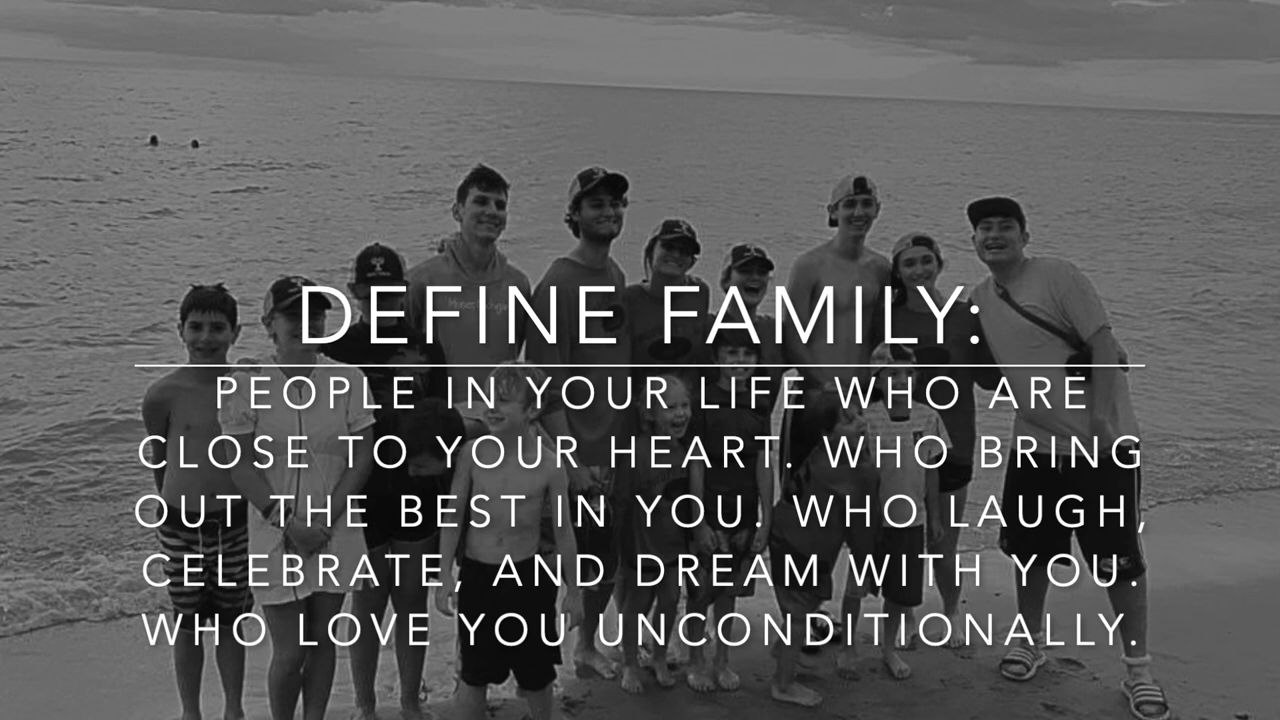 DEFINE FAMILY:
PEOPLE IN YOUR LIFE WHO ARE
CLOSE TO YOUR HEART. WHO BRING
OUT THE BEST IN YOU. WHO LAUGH,
CELEBRATE, AND DREAM WITH YOU.
WHO LOVE YOU UNCONDITIONALLY.